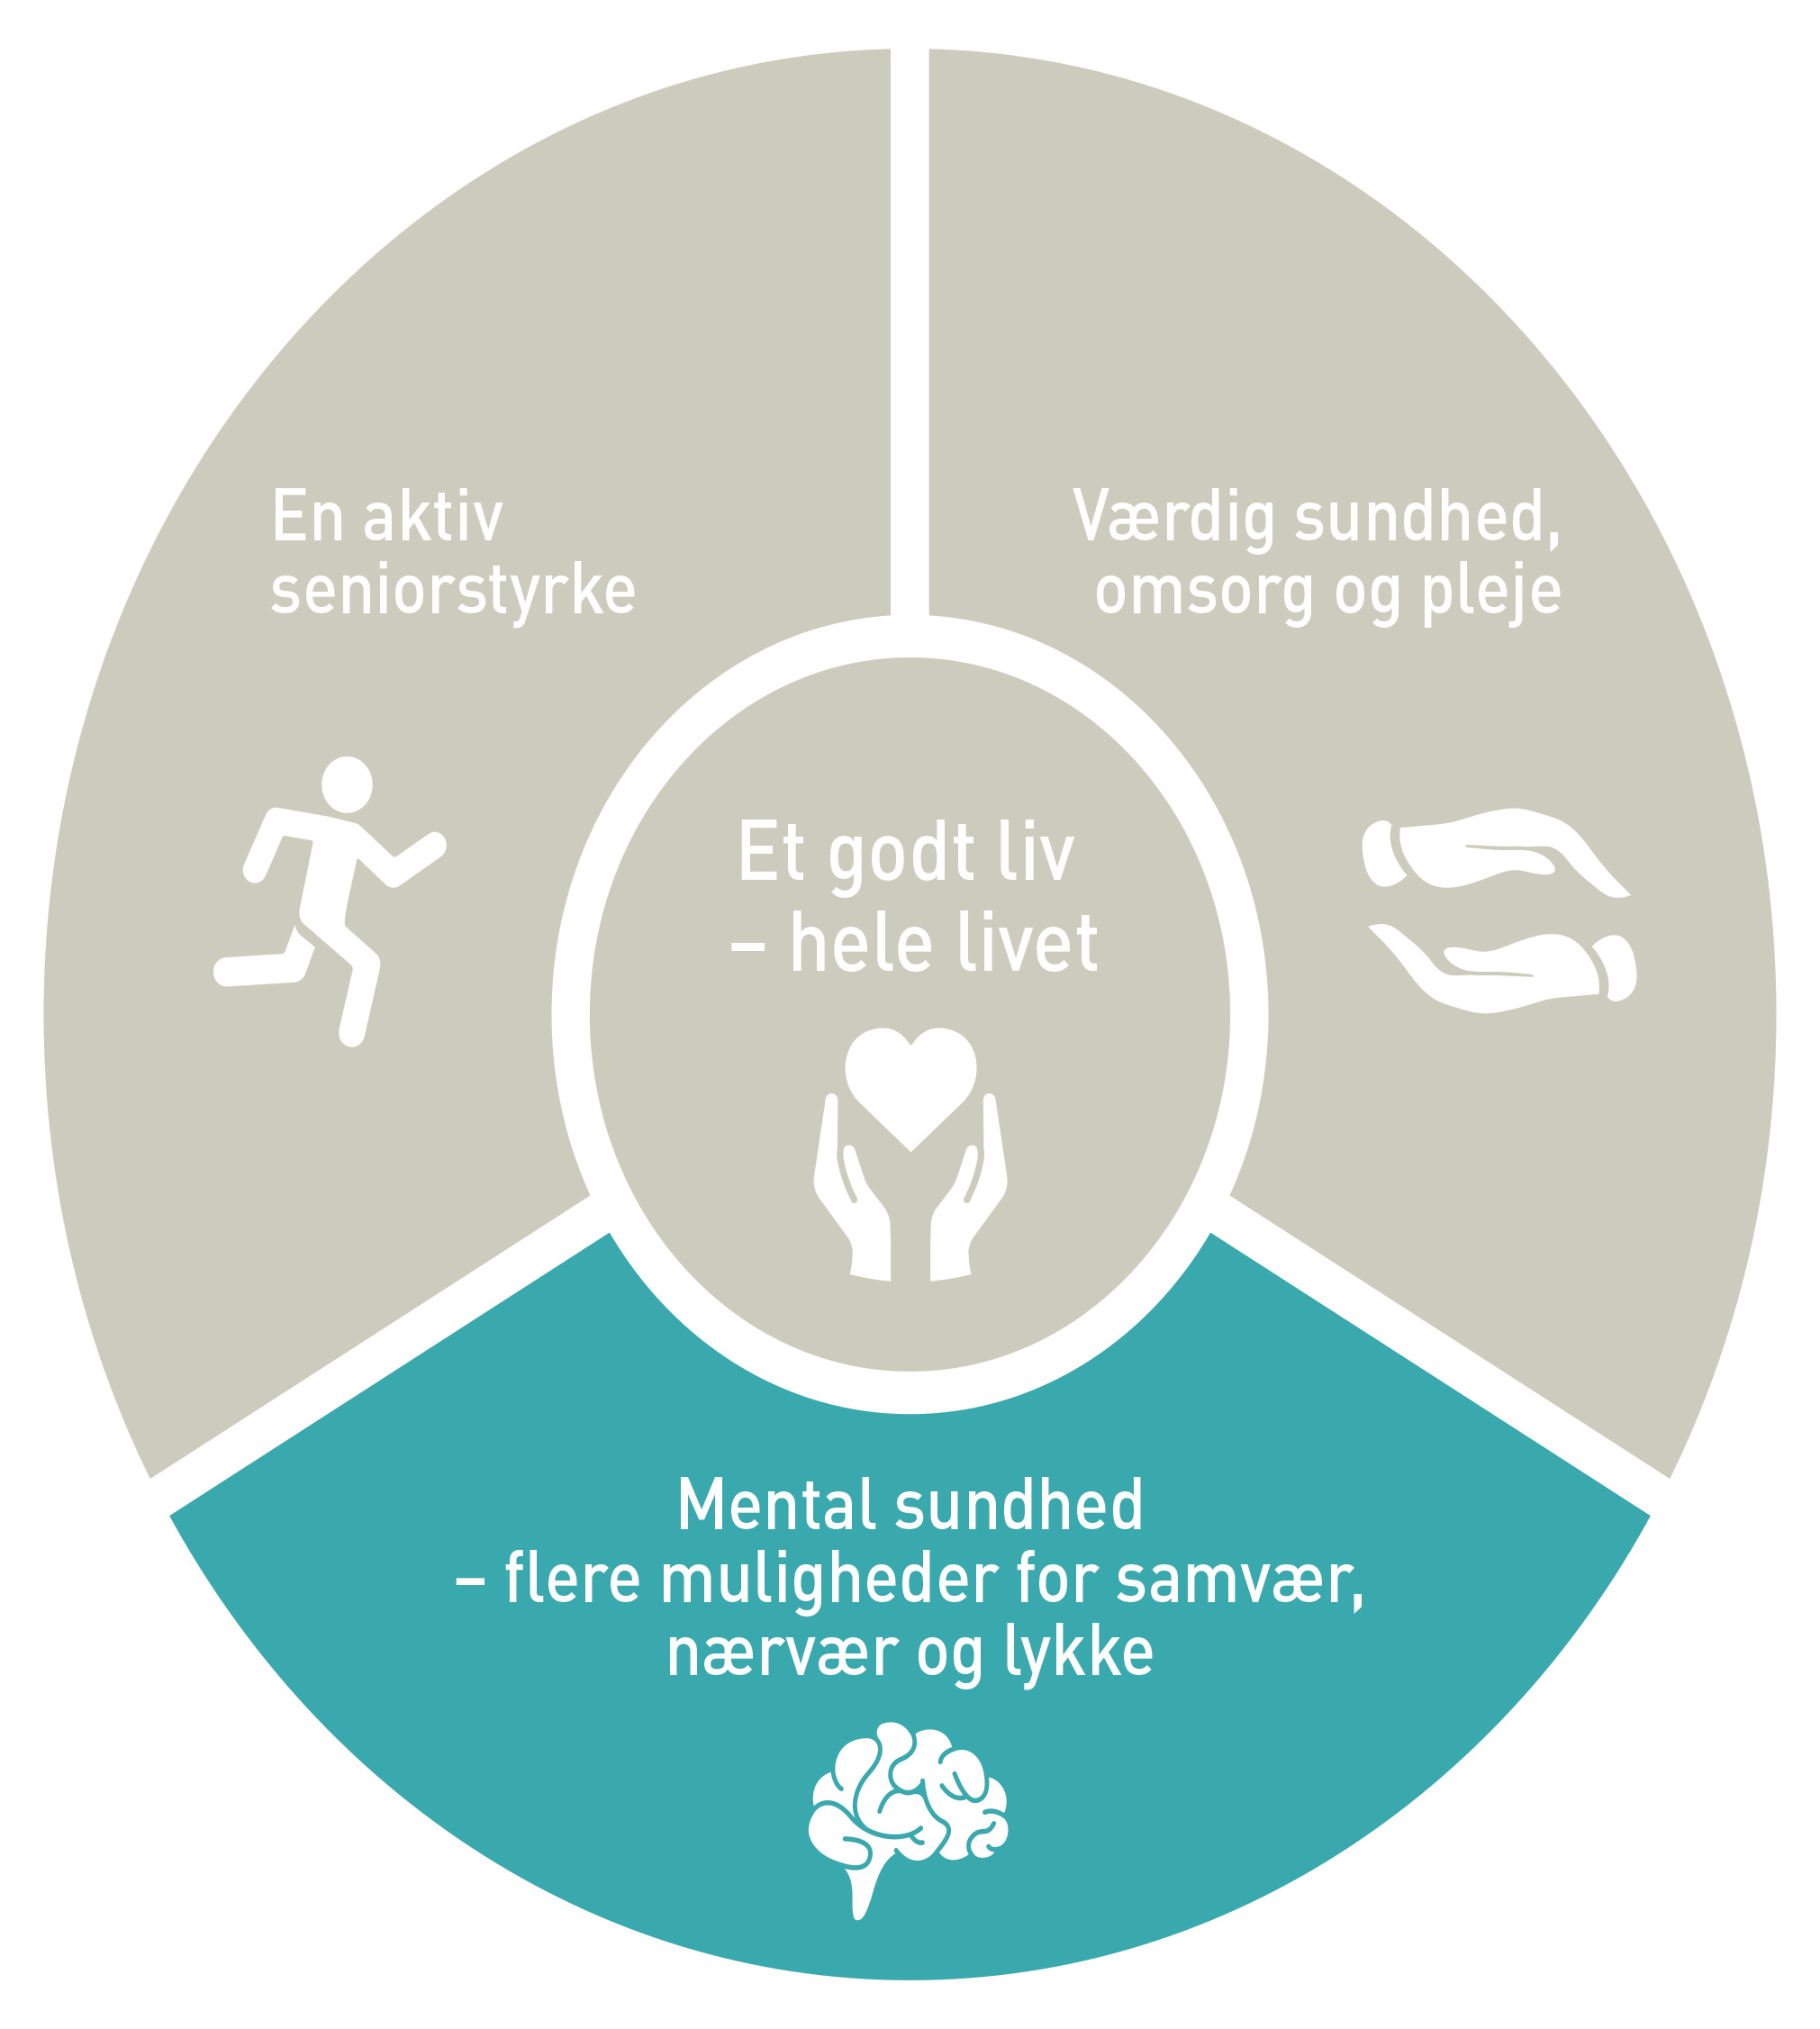 En aktiv
seniorstyrke
Værdig sundhed,
omsorg og pleje
Et godt liv
– hele livet
Mental sundhed
– flere muligheder for samvær,
nærvær og lykke